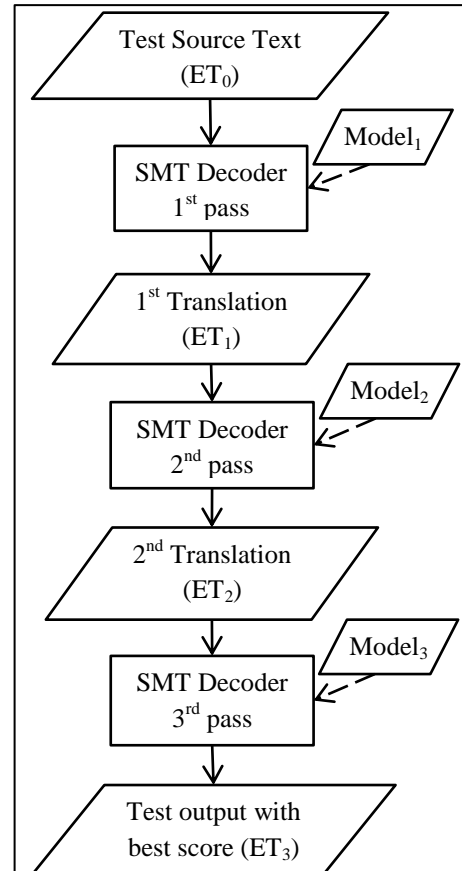 Test Source Text
(ET₀)
Model₁
SMT Decoder
1ˢᵗ pass
1ˢᵗ Translation
(ET₁)
Model₂
SMT Decoder
2ⁿᵈ pass
2ⁿᵈ Translation
(ET₂)
Model₃
SMT Decoder
3ʳᵈ pass
Test output with
best score (ET₃)